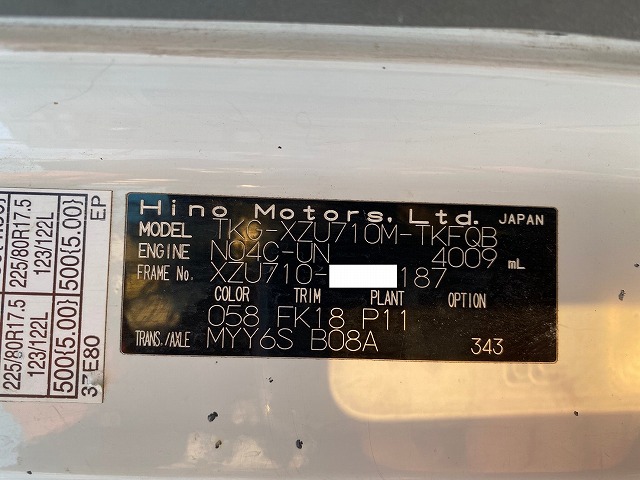 Hino Motors, Ltd. JAPAN
MODEL TKG-XZU710M-TKFQB
ENGINE N04C-UN 4009 mL
FRAME No. XZU710- 187
COLOR TRIM PLANT OPTION
058 FK18 P11
TRANS./AXLE MYY6S B08A 343
225/80R17.5 225/80R17.5
123/122L 123/122L
500{5.00} 500{5.00}
37E80 EP